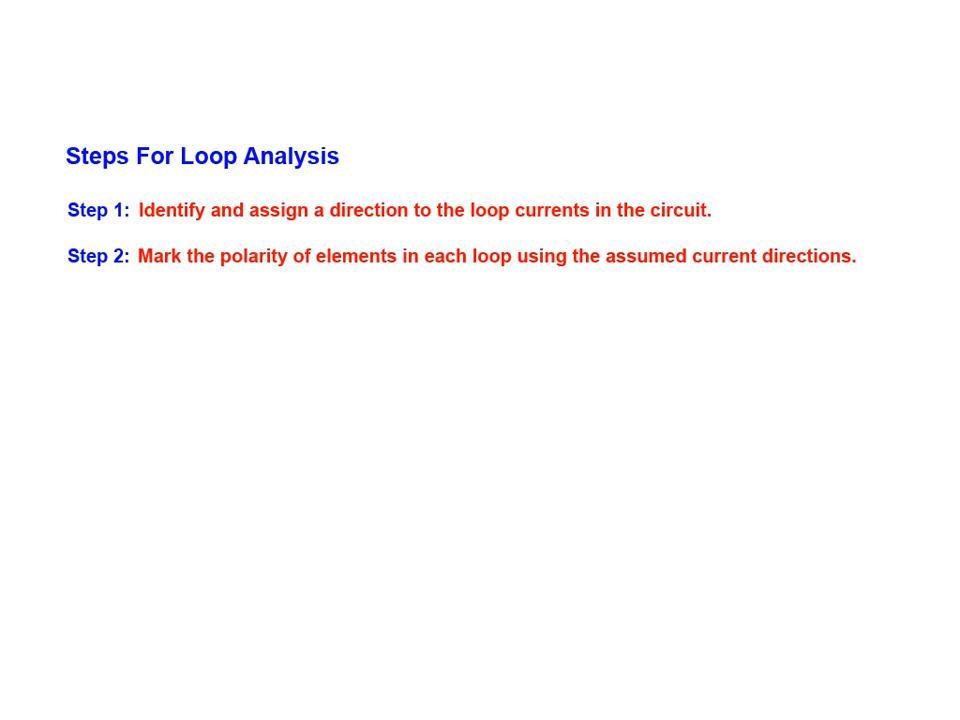 Steps For Loop Analysis
Step 1: Identify and assign a direction to the loop currents in the circuit.
Step 2: Mark the polarity of elements in each loop using the assumed current directions.